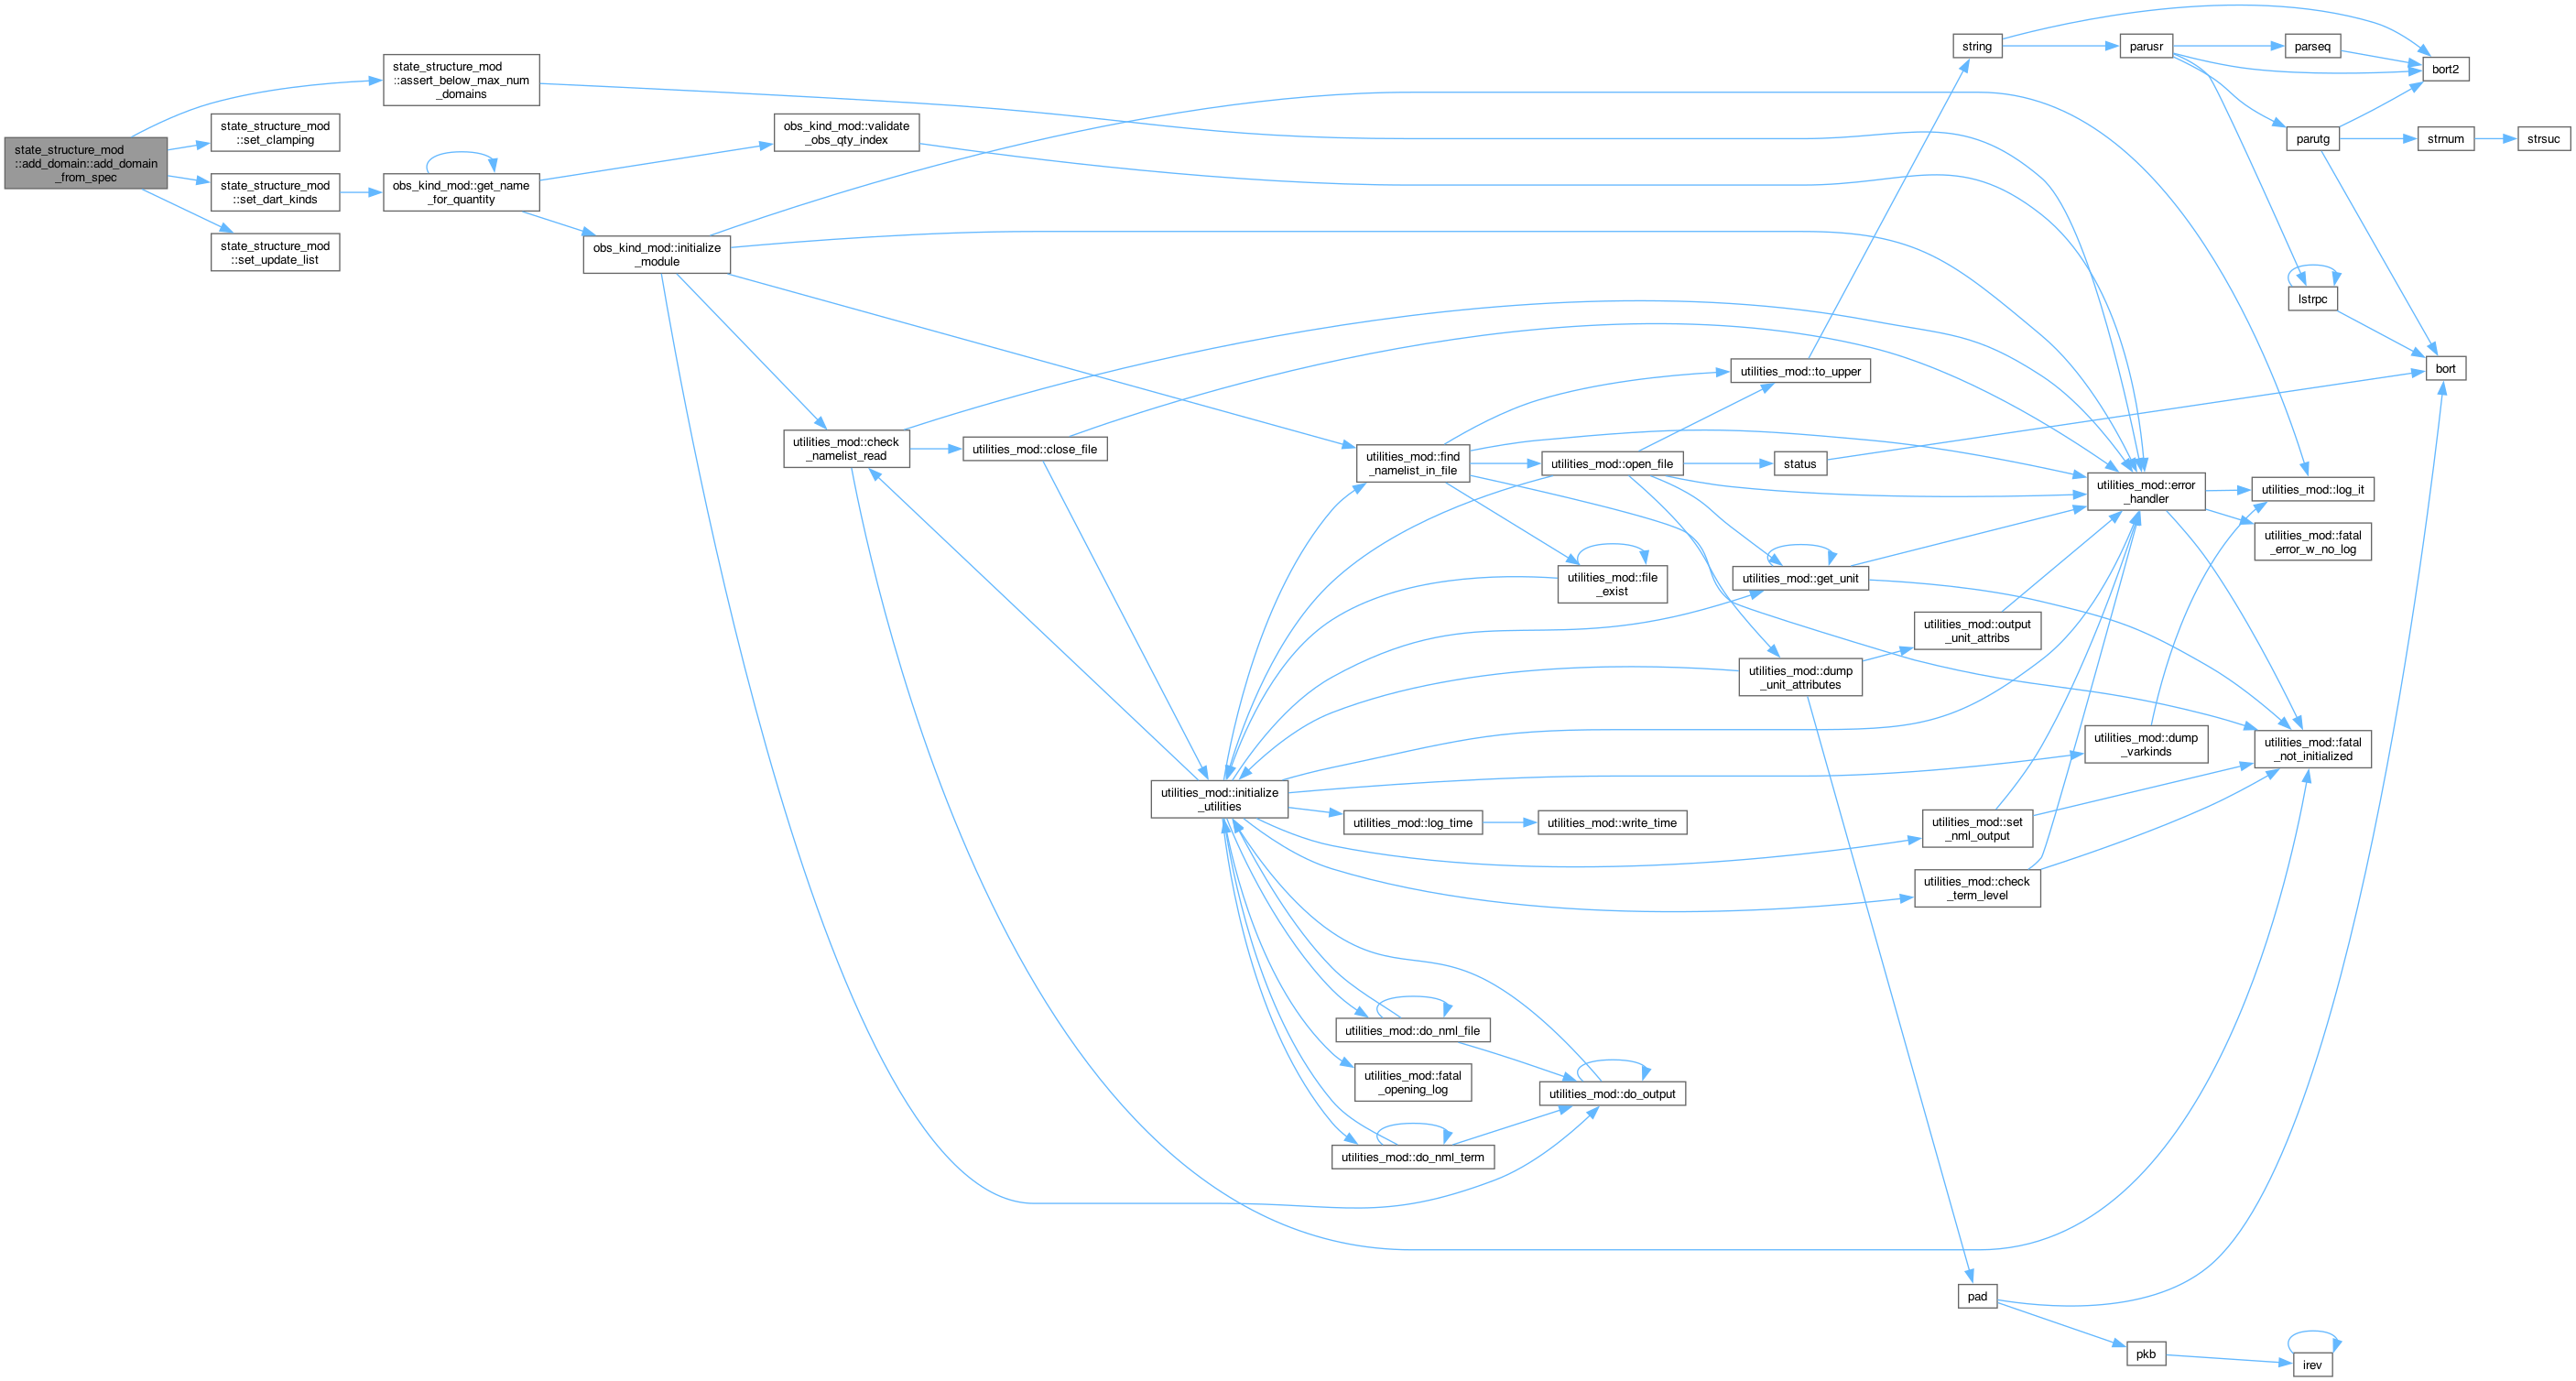 state_structure_mod
::add_domain::add_domain
_from_spec
state_structure_mod
::assert_below_max_num
_domains
state_structure_mod
::set_clamping
state_structure_mod
::set_dart_kinds
state_structure_mod
::set_update_list
obs_kind_mod::get_name
_for_quantity
obs_kind_mod::validate
_obs_qty_index
obs_kind_mod::initialize
_module
utilities_mod::check
_namelist_read
utilities_mod::close_file
utilities_mod::initialize
_utilities
utilities_mod::find
_namelist_in_file
utilities_mod::log_time
utilities_mod::do_nml_file
utilities_mod::fatal
_opening_log
utilities_mod::do_nml_term
utilities_mod::open_file
utilities_mod::file
_exist
utilities_mod::write_time
utilities_mod::do_output
utilities_mod::to_upper
status
utilities_mod::get_unit
utilities_mod::dump
_unit_attributes
string
utilities_mod::output
_unit_attribs
utilities_mod::set
_nml_output
utilities_mod::check
_term_level
pad
parusr
utilities_mod::error
_handler
utilities_mod::dump
_varkinds
pkb
parseq
parutg
lstrpc
utilities_mod::log_it
utilities_mod::fatal
_error_w_no_log
utilities_mod::fatal
_not_initialized
irev
bort2
strnum
bort
strsuc